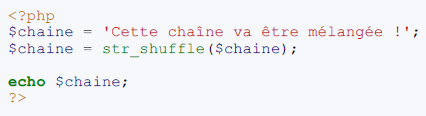 <?php
$chaine = 'Cette chaîne va être mélangée !';
$chaine = str_shuffle($chaine);
echo $chaine;
?>